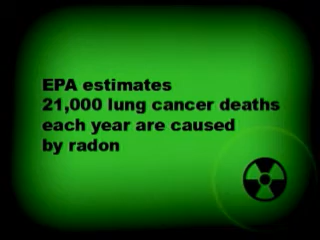 EPA estimates
21,000 lung cancer deaths
each year are caused
by radon